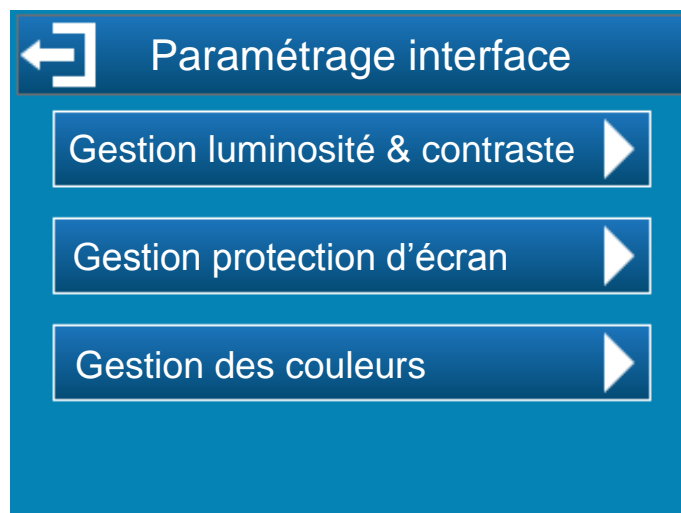 Paramétrage interface
Gestion luminosité & contraste
Gestion protection d’écran
Gestion des couleurs